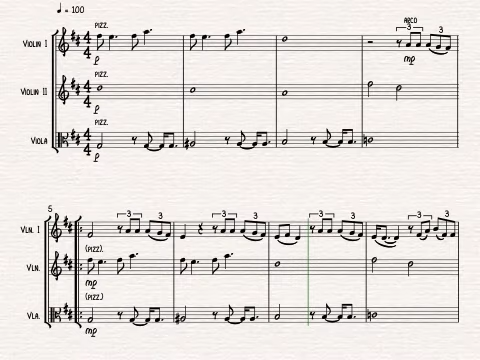 ♩ = 100
PIZZ.
ARCO
3 3
VIOLIN I
p
mp
PIZZ.
VIOLIN II
p
PIZZ.
VIOLA
p
5
3 3 3 3 3 3 3 3
VLN. I
(PIZZ).
VLN.
mp
(PIZZ.)
VLA.
mp